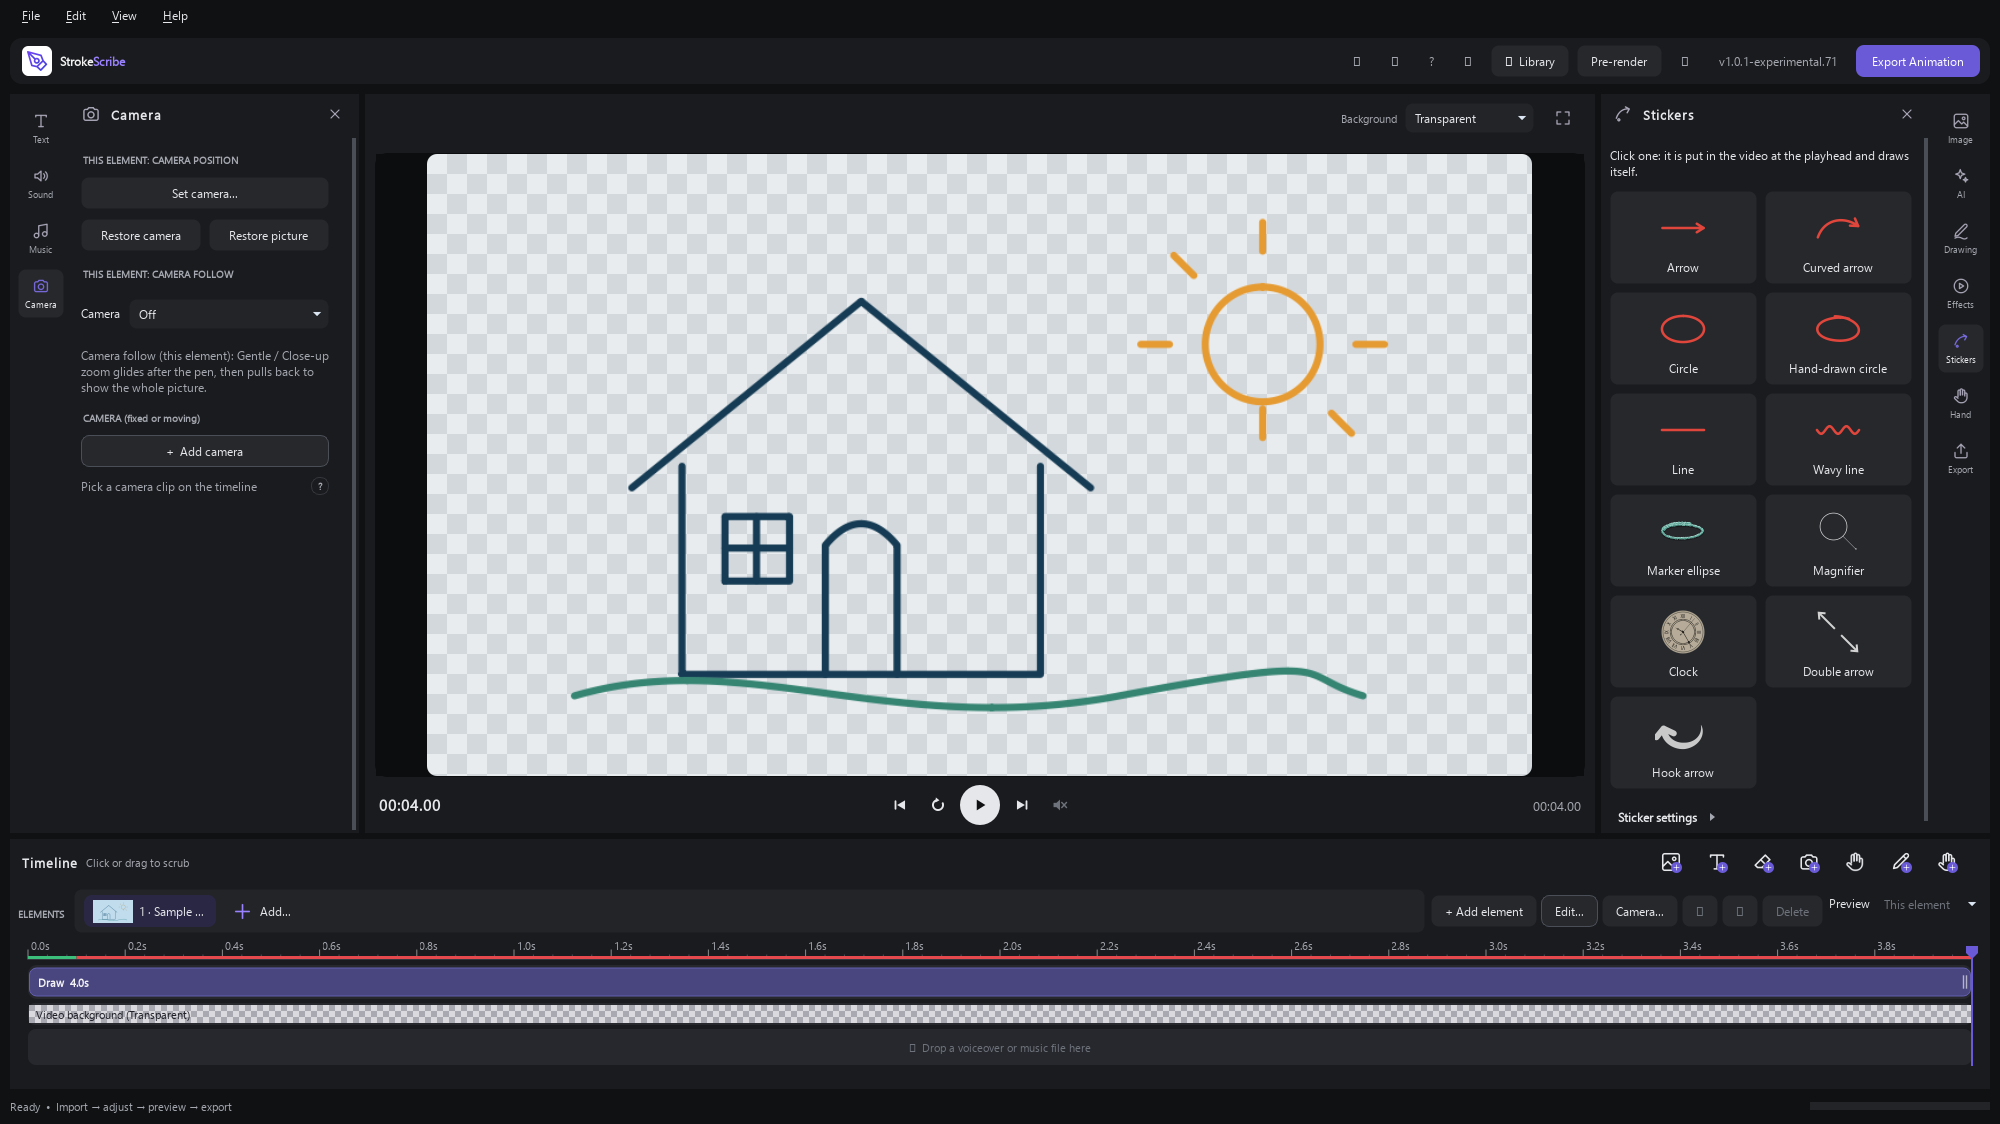 File Edit View Help
StrokeScribe
? Library Pre-render v1.0.1-experimental.71 Export Animation
Text
Sound
Music
Camera
Camera
THIS ELEMENT: CAMERA POSITION
Set camera...
Restore camera Restore picture
THIS ELEMENT: CAMERA FOLLOW
Camera Off
Camera follow (this element): Gentle / Close-up
zoom glides after the pen, then pulls back to
show the whole picture.
CAMERA (fixed or moving)
+ Add camera
Pick a camera clip on the timeline ?
Background Transparent
00:04.00 00:04.00
Stickers
Click one: it is put in the video at the playhead and draws
itself.
Arrow Curved arrow
Circle Hand-drawn circle
Line Wavy line
Marker ellipse Magnifier
Clock Double arrow
Hook arrow
Sticker settings
Image
AI
Drawing
Effects
Stickers
Hand
Export
Timeline Click or drag to scrub
ELEMENTS 1 · Sample ... Add... + Add element Edit... Camera... Delete Preview This element
0.0s 0.2s 0.4s 0.6s 0.8s 1.0s 1.2s 1.4s 1.6s 1.8s 2.0s 2.2s 2.4s 2.6s 2.8s 3.0s 3.2s 3.4s 3.6s 3.8s
Draw 4.0s
Video background (Transparent)
Drop a voiceover or music file here
Ready • Import → adjust → preview → export